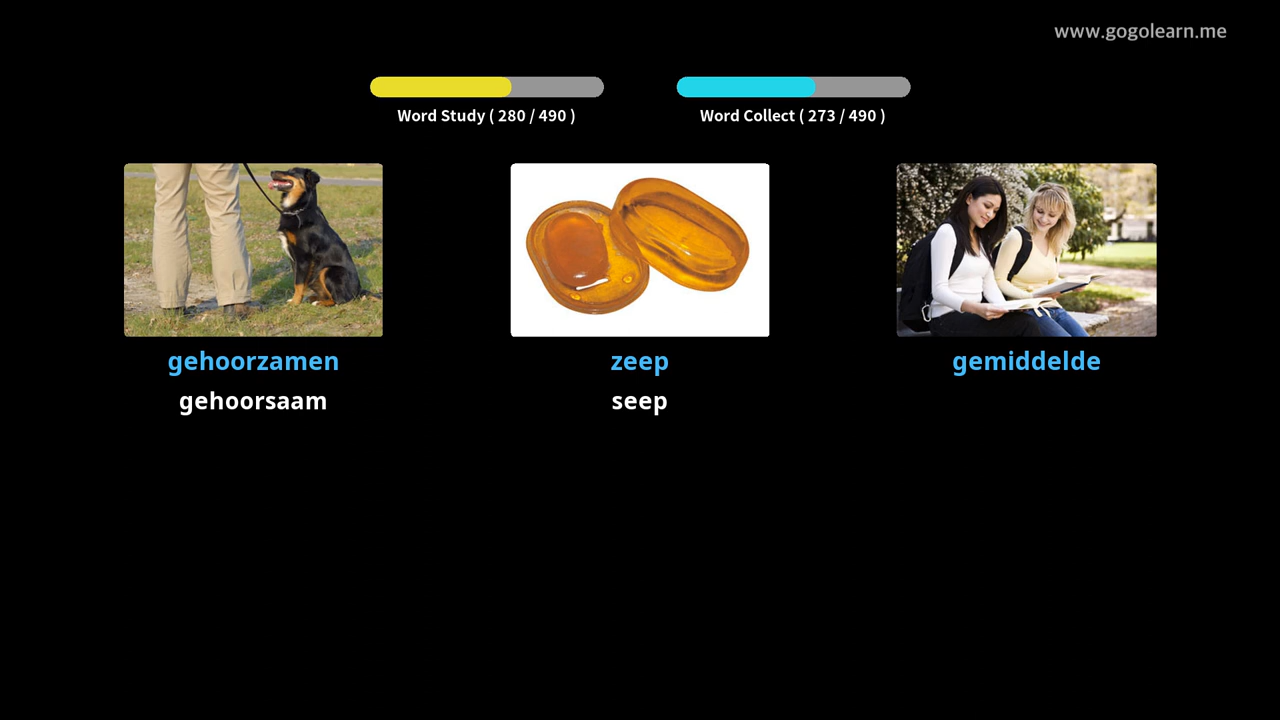 www.gogolearn.me
Word Study ( 280 / 490 )
Word Collect ( 273 / 490 )
gehoorzamen
zeep
gemiddelde
gehoorsaam
seep